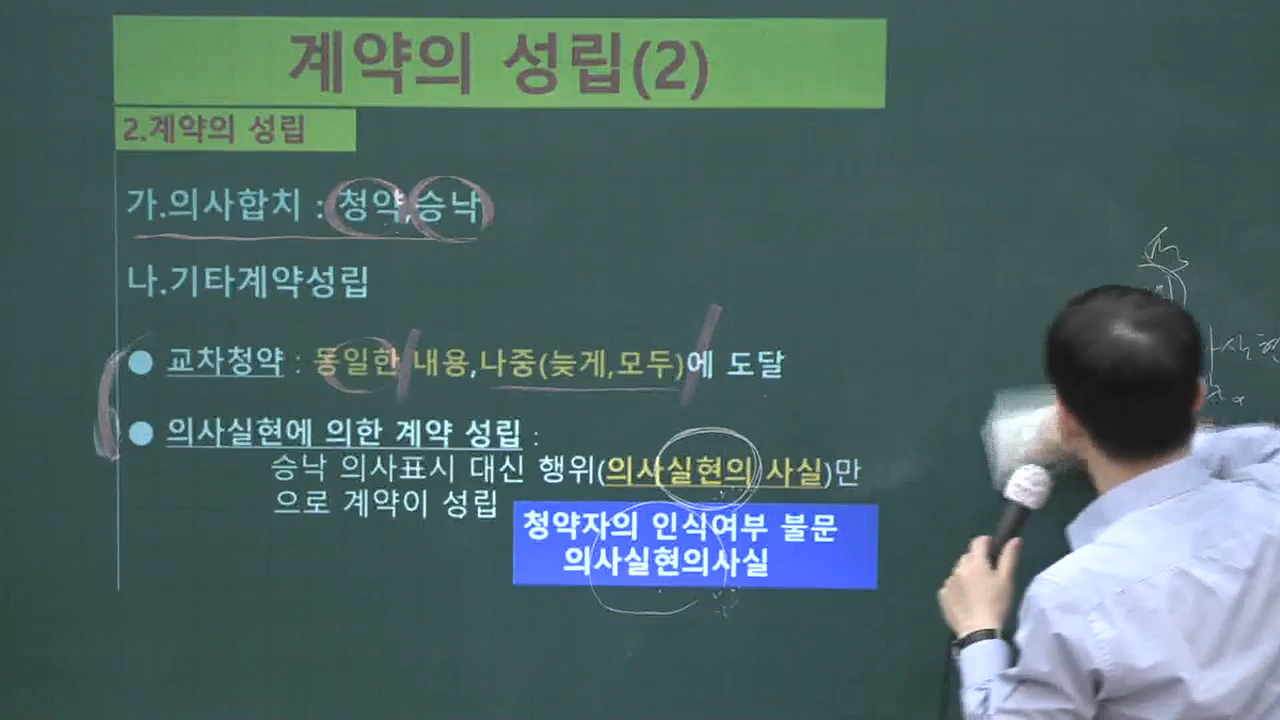 계약의 성립(2)
2.계약의 성립
가.의사합치 : 청약,승낙
나.기타계약성립
● 교차청약 : 동일한 내용,나중(늦게,모두)에 도달
● 의사실현에 의한 계약 성립 :
승낙 의사표시 대신 행위(의사실현의 사실)만
으로 계약이 성립
청약자의 인식여부 불문
의사실현의사실